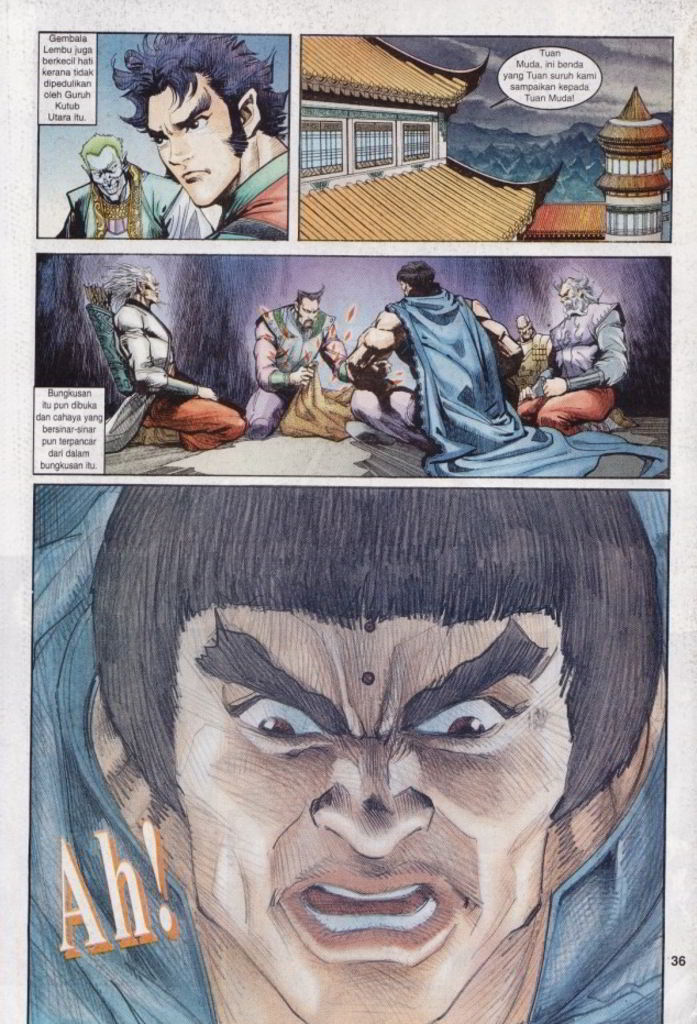 Gembala
Lembu juga
berkecil hati
kerana tidak
dipedulikan
oleh Guruh
Kutub
Utara itu.
Tuan
Muda, ini benda
yang Tuan suruh kami
sampaikan kepada
Tuan Muda!
Bungkusan
itu pun dibuka
dan cahaya yang
bersinar-sinar
pun terpancar
dari dalam
bungkusan itu.
Ah!
36